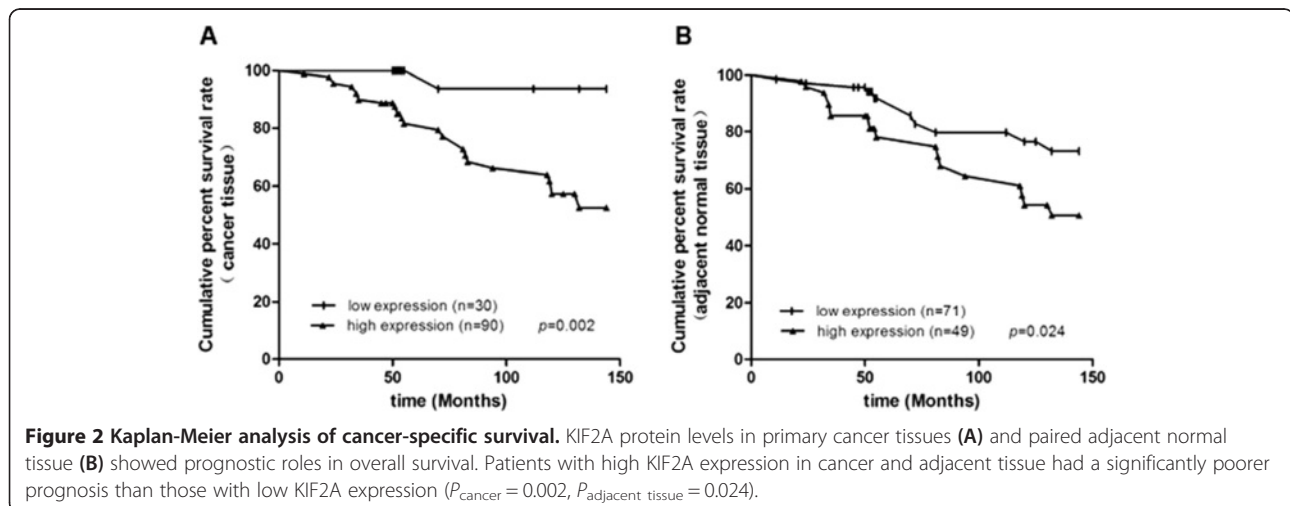 A
Cumulative percent survival rate
( cancer tissue )
100
80
60
40
20
0
low expression (n=30)
high expression (n=90) p=0.002
0 50 100 150
time (Months)
B
Cumulative percent survival rate
(adjacent normal tissue)
100
80
60
40
20
0
low expression (n=71)
high expression (n=49) p=0.024
0 50 100 150
time (Months)
Figure 2 Kaplan-Meier analysis of cancer-specific survival. KIF2A protein levels in primary cancer tissues (A) and paired adjacent normal
tissue (B) showed prognostic roles in overall survival. Patients with high KIF2A expression in cancer and adjacent tissue had a significantly poorer
prognosis than those with low KIF2A expression (Pcancer = 0.002, Padjacent tissue = 0.024).